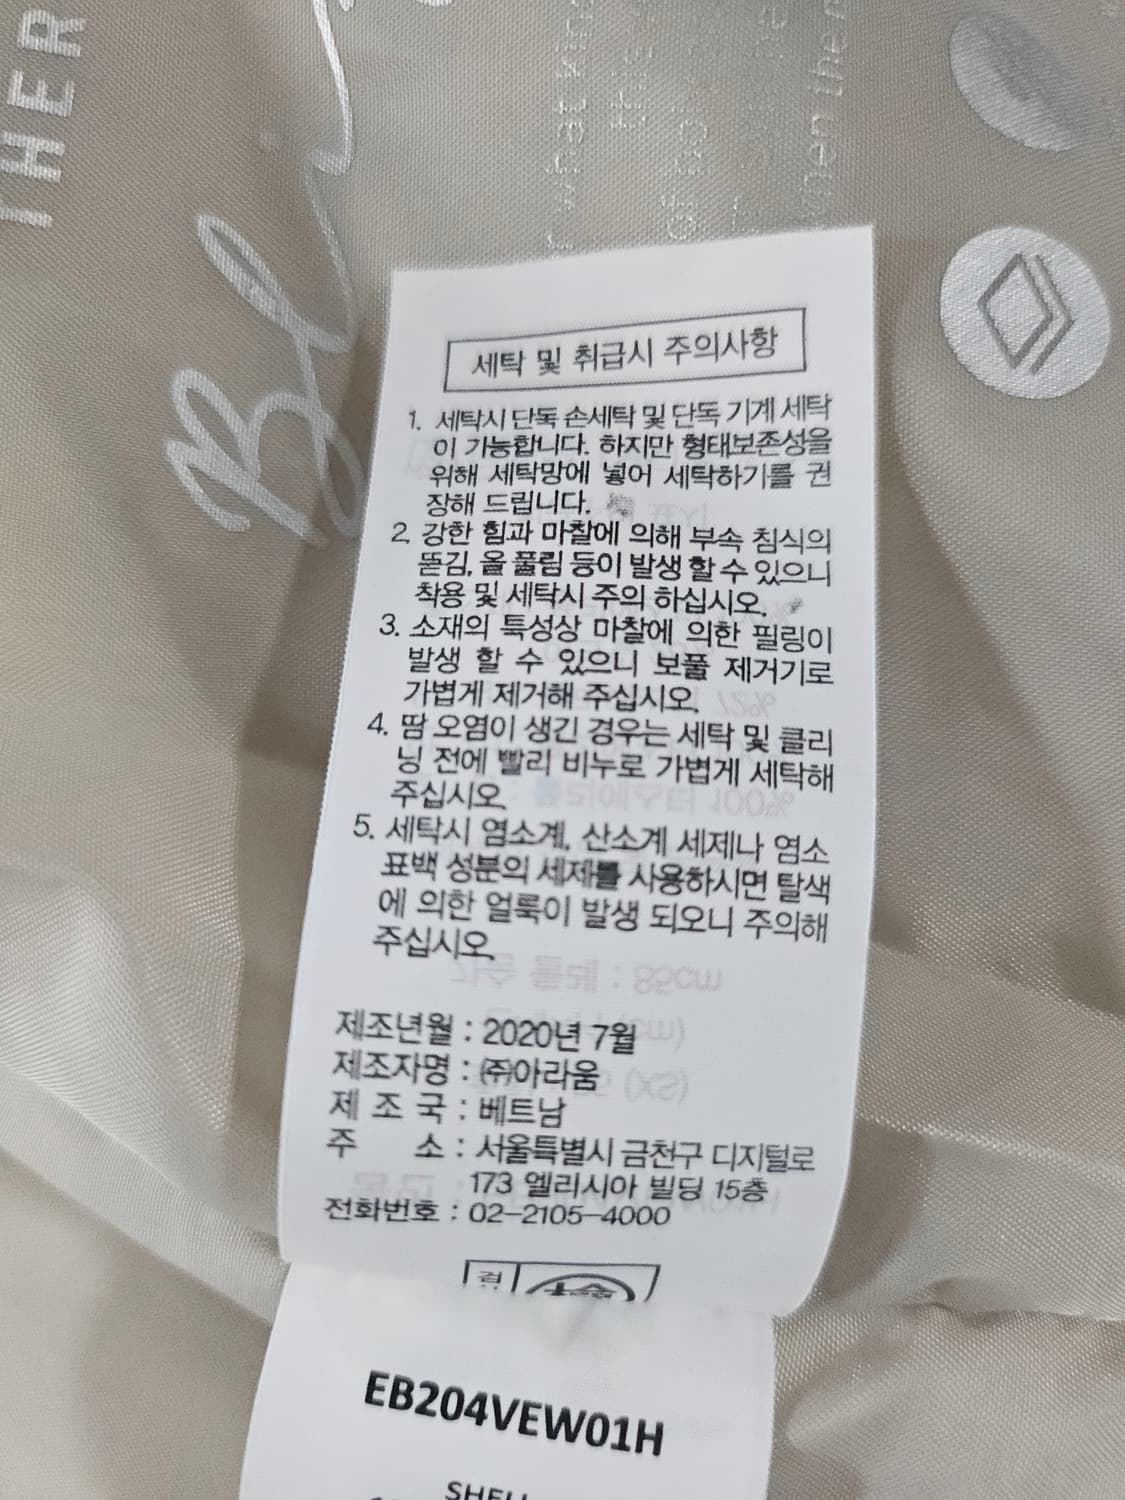 THER
세탁 및 취급시 주의사항
1. 세탁시 단독 손세탁 및 단독 기계 세탁
이 가능합니다. 하지만 형태보존성을
위해 세탁망에 넣어 세탁하기를 권
장해 드립니다.
2. 강한 힘과 마찰에 의해 부속 침식의
뜯김, 올 풀림 등이 발생 할 수 있으니
착용 및 세탁시 주의 하십시오.
3. 소재의 특성상 마찰에 의한 필링이
발생 할 수 있으니 보풀 제거기로
가볍게 제거해 주십시오.
4. 땀 오염이 생긴 경우는 세탁 및 클리
닝 전에 빨리 비누로 가볍게 세탁해
주십시오.
5. 세탁시 염소계, 산소계 세제나 염소
표백 성분의 세제를 사용하시면 탈색
에 의한 얼룩이 발생 되오니 주의해
주십시오.
제조년월 : 2020년 7월
제조자명 : ㈜아라움
제 조 국 : 베트남
주 소 : 서울특별시 금천구 디지털로
173 엘리시아 빌딩 15층
전화번호 : 02-2105-4000
EB204VEW01H